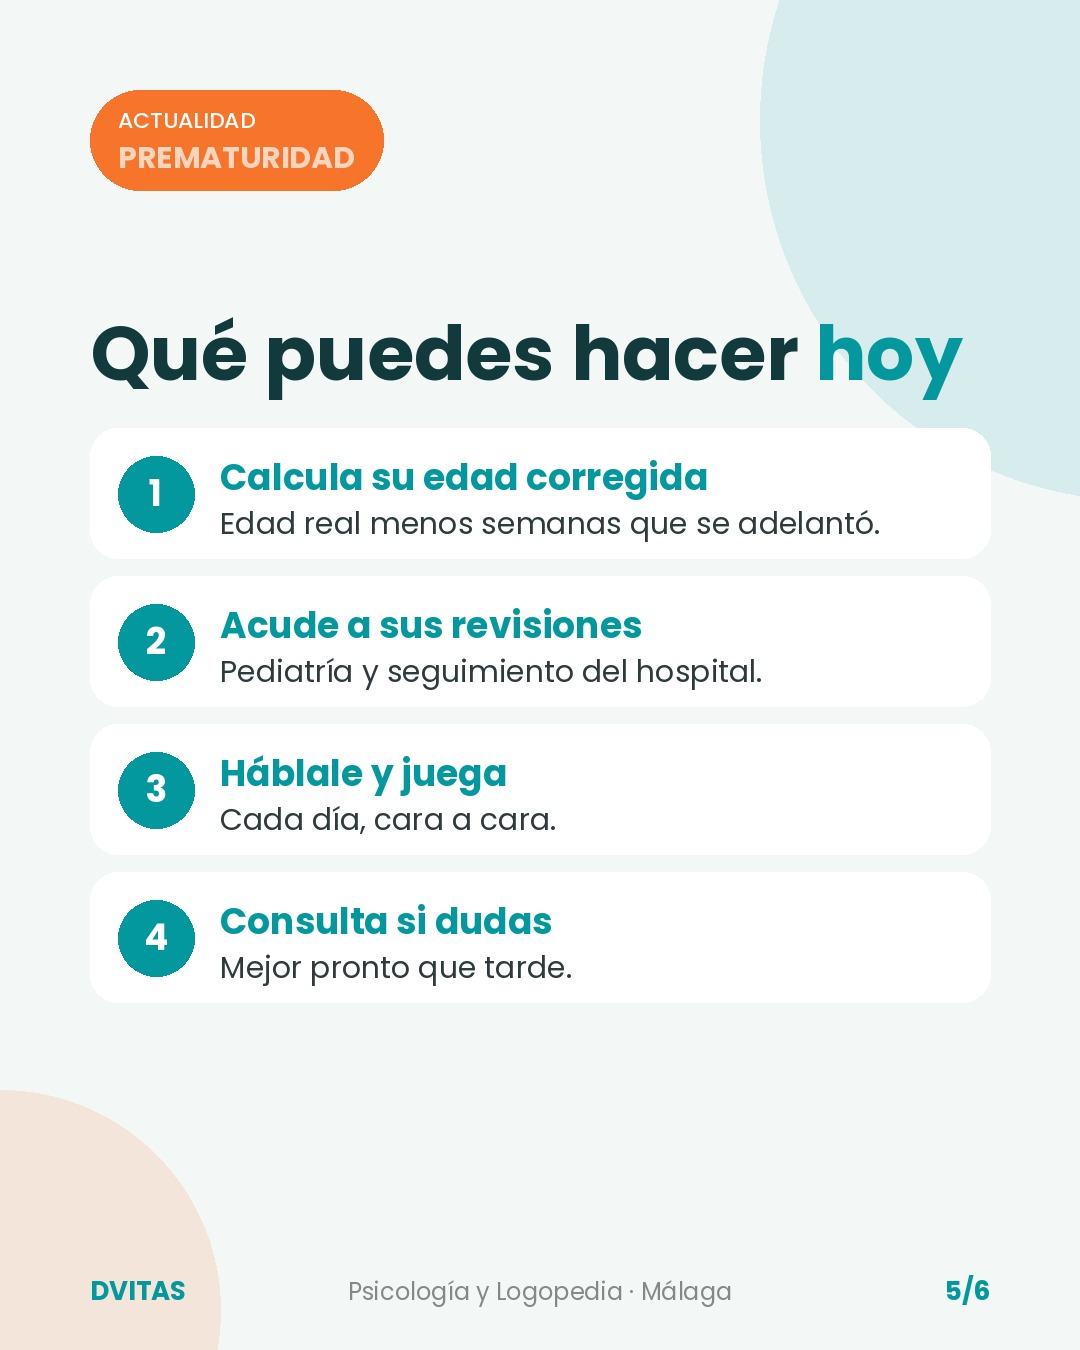 ACTUALIDAD
PREMATURIDAD
Qué puedes hacer hoy
1
Calcula su edad corregida
Edad real menos semanas que se adelantó.
2
Acude a sus revisiones
Pediatría y seguimiento del hospital.
3
Háblale y juega
Cada día, cara a cara.
4
Consulta si dudas
Mejor pronto que tarde.
DVITAS
Psicología y Logopedia · Málaga
5/6